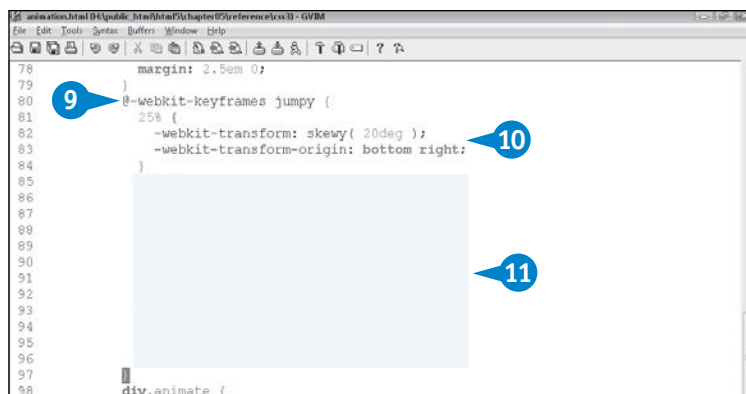 animation.html (H:\public_html\html5\chapter05\reference\css3) - GVIM
File Edit Tools Syntax Buffers Window Help
78 margin: 2.5em 0;
79 }
80 @-webkit-keyframes jumpy {
81 25% {
82 -webkit-transform: skewy( 20deg );
83 -webkit-transform-origin: bottom right;
84 }
85
86
87
88
89
90
91
92
93
94
95
96
97 }
98 div.animate {
9
10
11